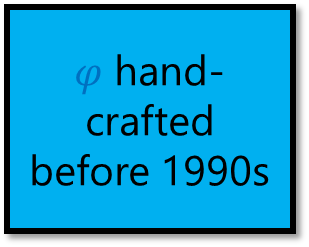 φ hand-
crafted
before 1990s